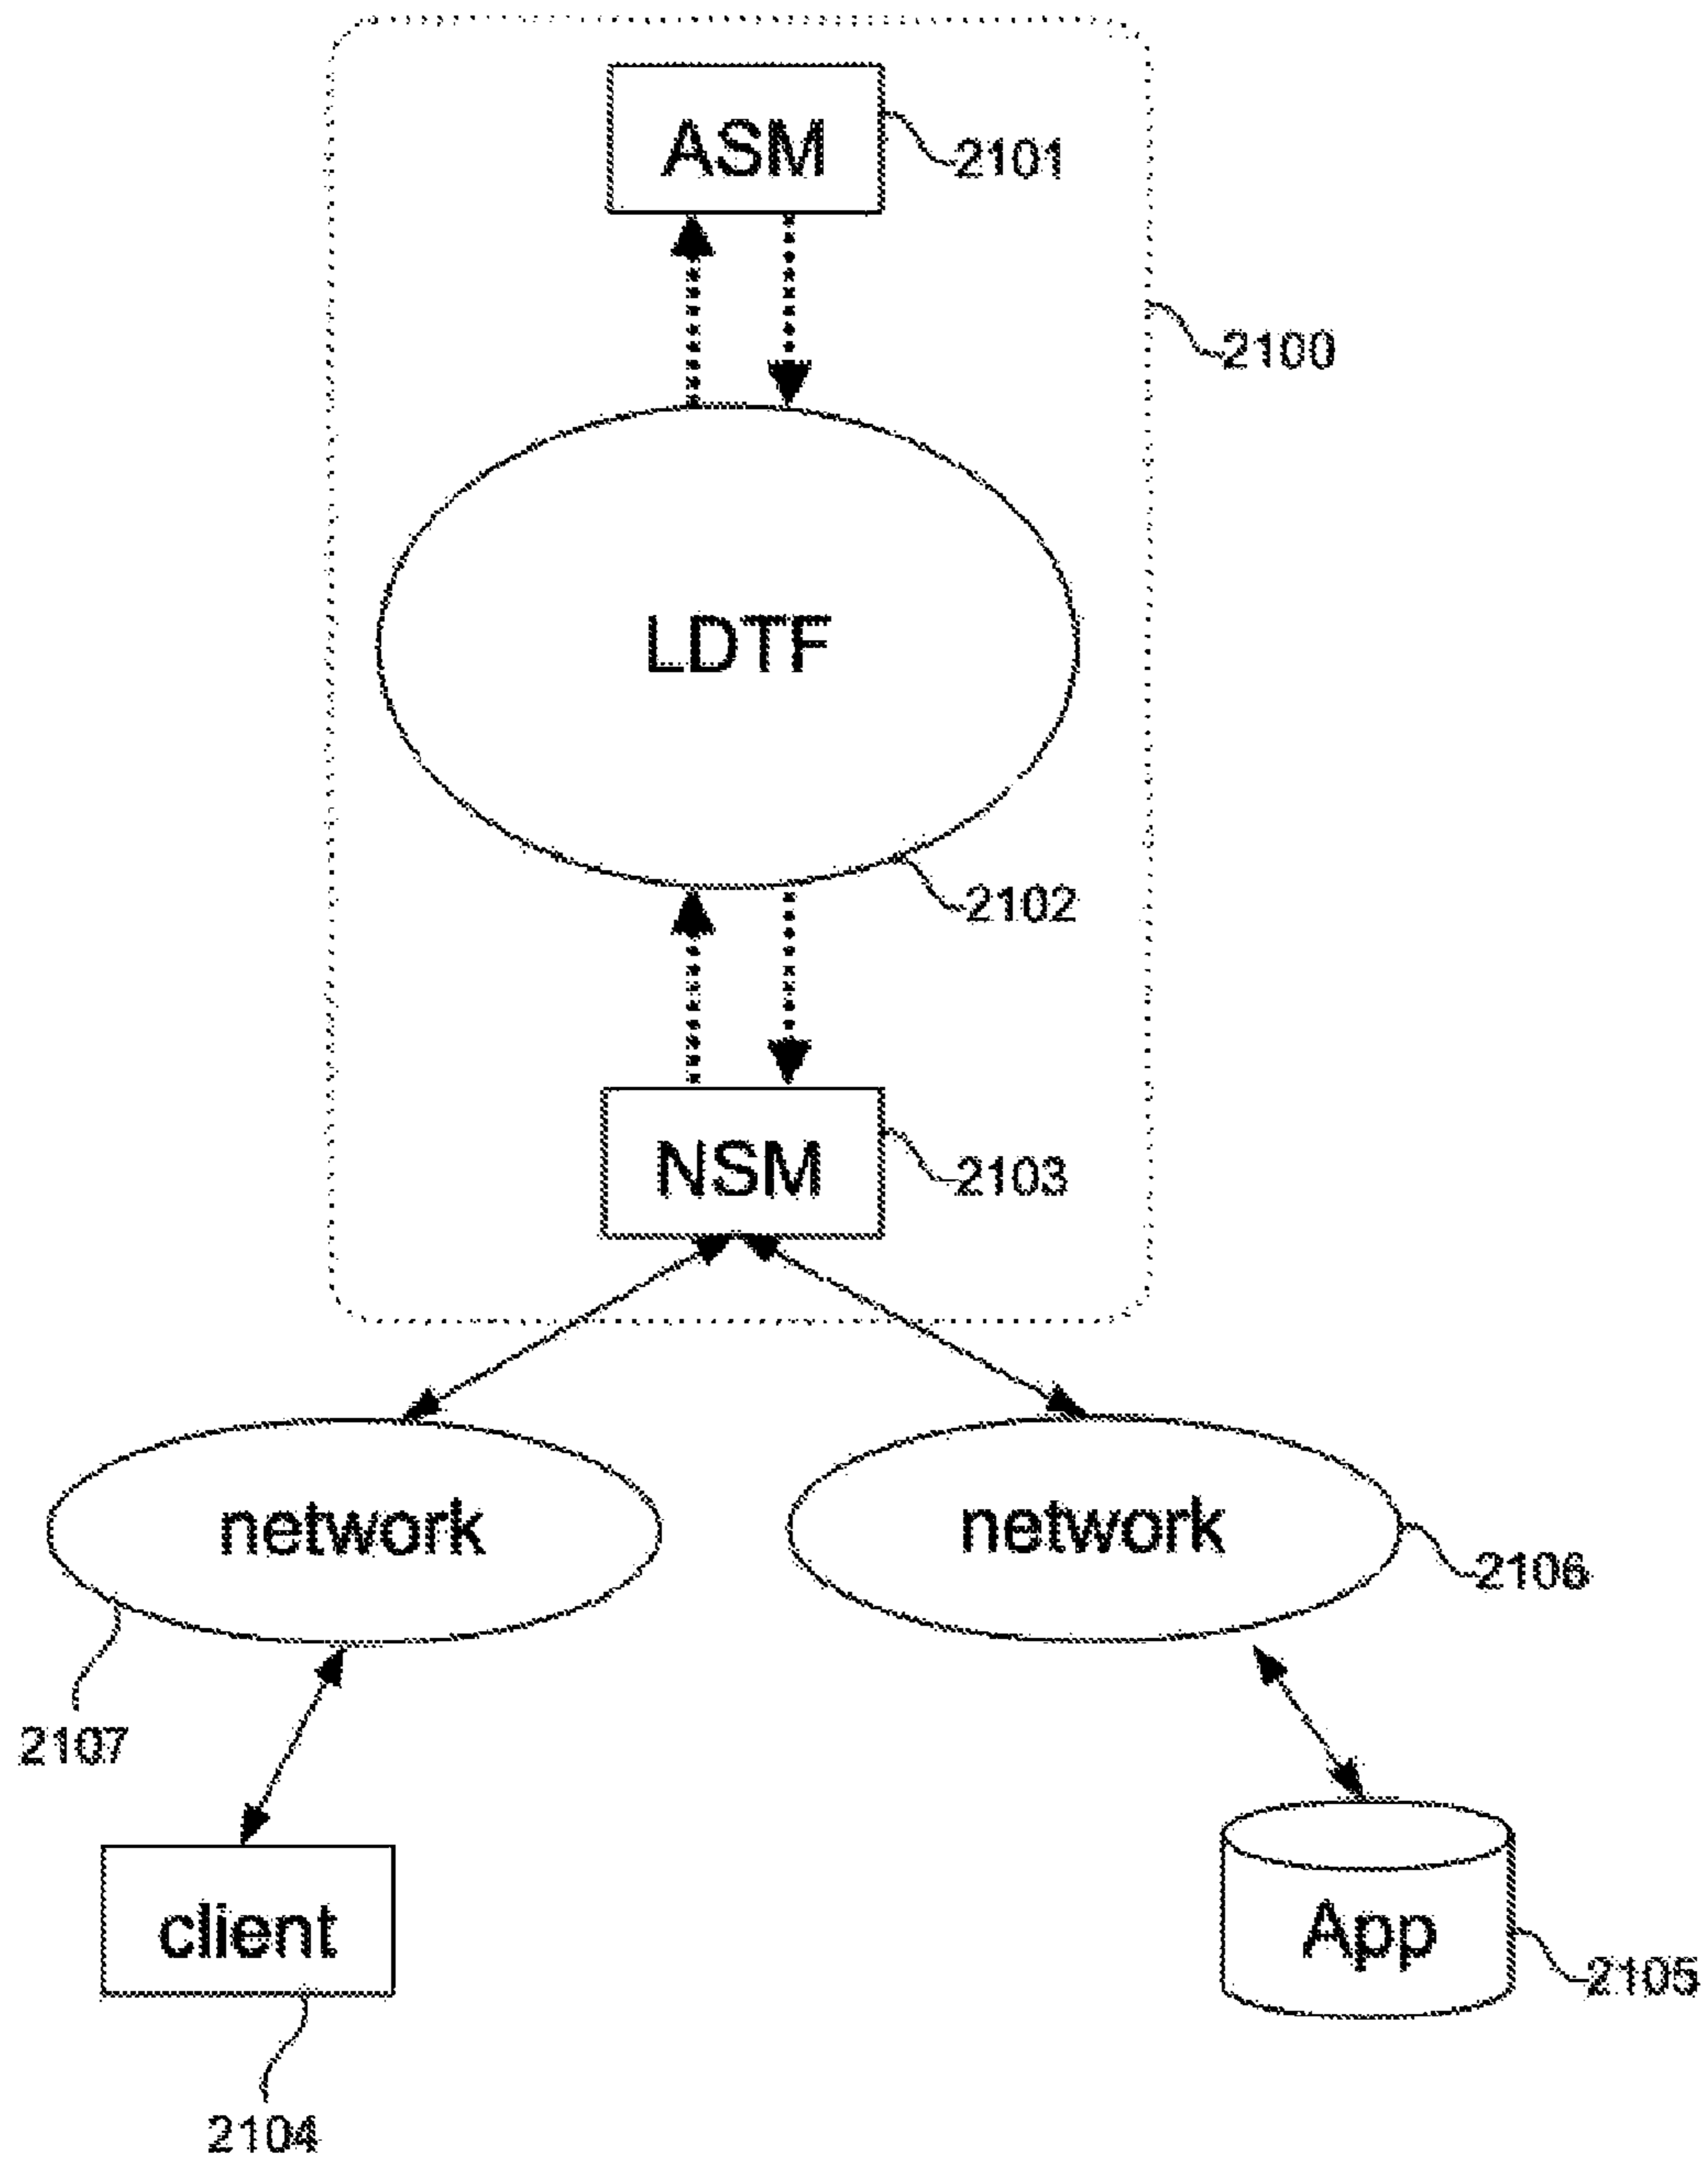 ASM
2101
2100
LDTF
2102
NSM
2103
network
network
2106
2107
client
App
2105
2104